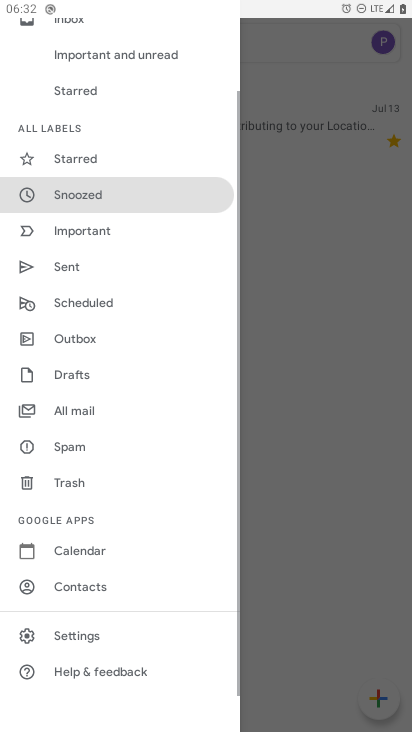 06:32
LTE
Inbox
P
Important and unread
Starred
Jul 13
ALL LABELS
ributing to your Locatio...
Starred
Snoozed
Important
Sent
Scheduled
Outbox
Drafts
All mail
Spam
Trash
GOOGLE APPS
Calendar
Contacts
Settings
Help & feedback